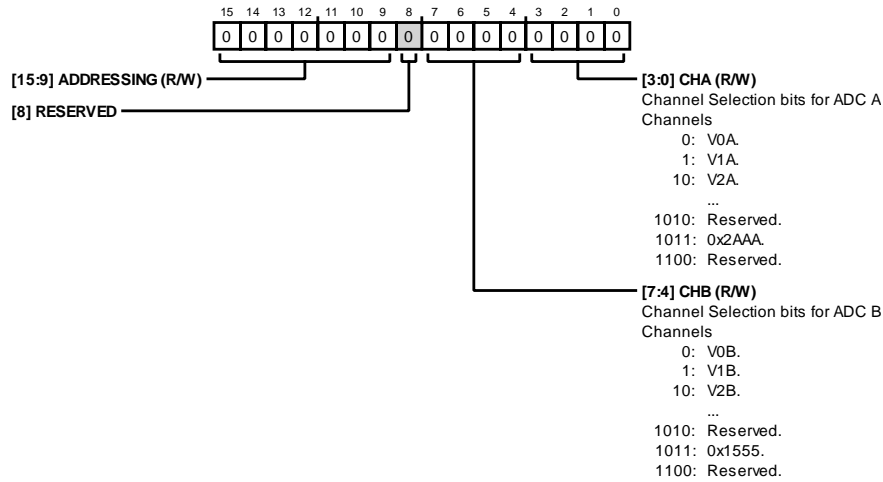 15 14 13 12 11 10 9 8 7 6 5 4 3 2 1 0
0 0 0 0 0 0 0 0 0 0 0 0 0 0 0 0
[15:9] ADDRESSING (R/W)
[8] RESERVED
[3:0] CHA (R/W)
Channel Selection bits for ADC A
Channels
0: V0A.
1: V1A.
10: V2A.
...
1010: Reserved.
1011: 0x2AAA.
1100: Reserved.
[7:4] CHB (R/W)
Channel Selection bits for ADC B
Channels
0: V0B.
1: V1B.
10: V2B.
...
1010: Reserved.
1011: 0x1555.
1100: Reserved.